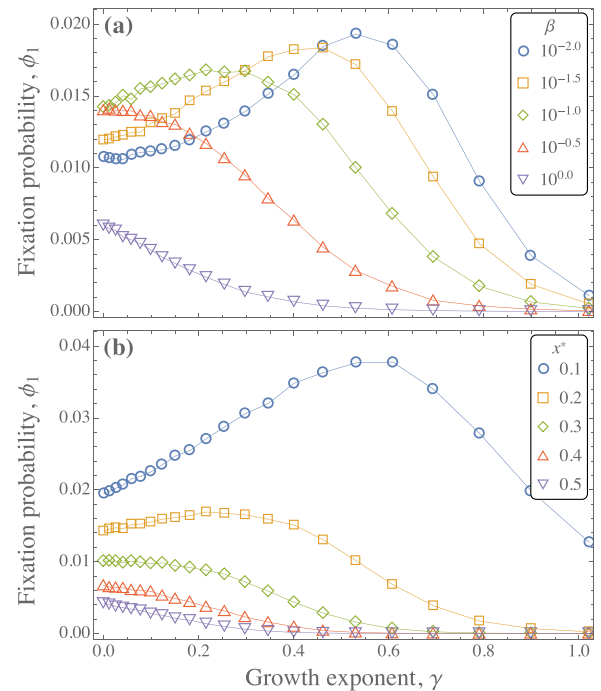 (a)
Fixation probability, ϕ₁
0.020
0.015
0.010
0.005
0.000
β
10⁻²·⁰
10⁻¹·⁵
10⁻¹·⁰
10⁻⁰·⁵
10⁰·⁰
(b)
Fixation probability, ϕ₁
0.04
0.03
0.02
0.01
0.00
x*
0.1
0.2
0.3
0.4
0.5
0.0 0.2 0.4 0.6 0.8 1.0
Growth exponent, γ